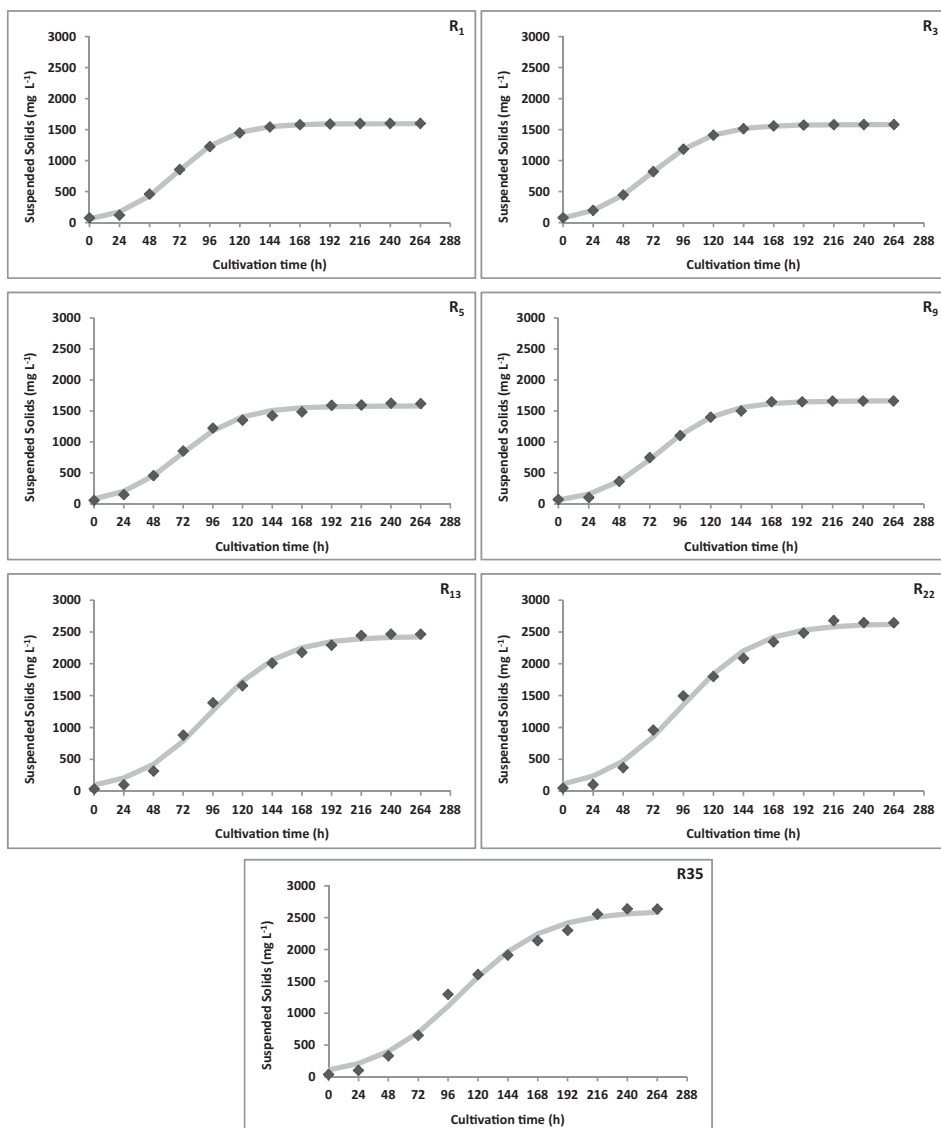 R₁
Suspended Solids (mg L⁻¹)
3000
2500
2000
1500
1000
500
0
0 24 48 72 96 120 144 168 192 216 240 264 288
Cultivation time (h)
R₃
Suspended Solids (mg L⁻¹)
3000
2500
2000
1500
1000
500
0
0 24 48 72 96 120 144 168 192 216 240 264 288
Cultivation time (h)
R₅
Suspended Solids (mg L⁻¹)
3000
2500
2000
1500
1000
500
0
0 24 48 72 96 120 144 168 192 216 240 264 288
Cultivation time (h)
R₉
Suspended Solids (mg L⁻¹)
3000
2500
2000
1500
1000
500
0
0 24 48 72 96 120 144 168 192 216 240 264 288
Cultivation time (h)
R₁₃
Suspended Solids (mg L⁻¹)
3000
2500
2000
1500
1000
500
0
0 24 48 72 96 120 144 168 192 216 240 264 288
Cultivation time (h)
R₂₂
Suspended Solids (mg L⁻¹)
3000
2500
2000
1500
1000
500
0
0 24 48 72 96 120 144 168 192 216 240 264 288
Cultivation time (h)
R35
Suspended Solids (mg L⁻¹)
3000
2500
2000
1500
1000
500
0
0 24 48 72 96 120 144 168 192 216 240 264 288
Cultivation time (h)